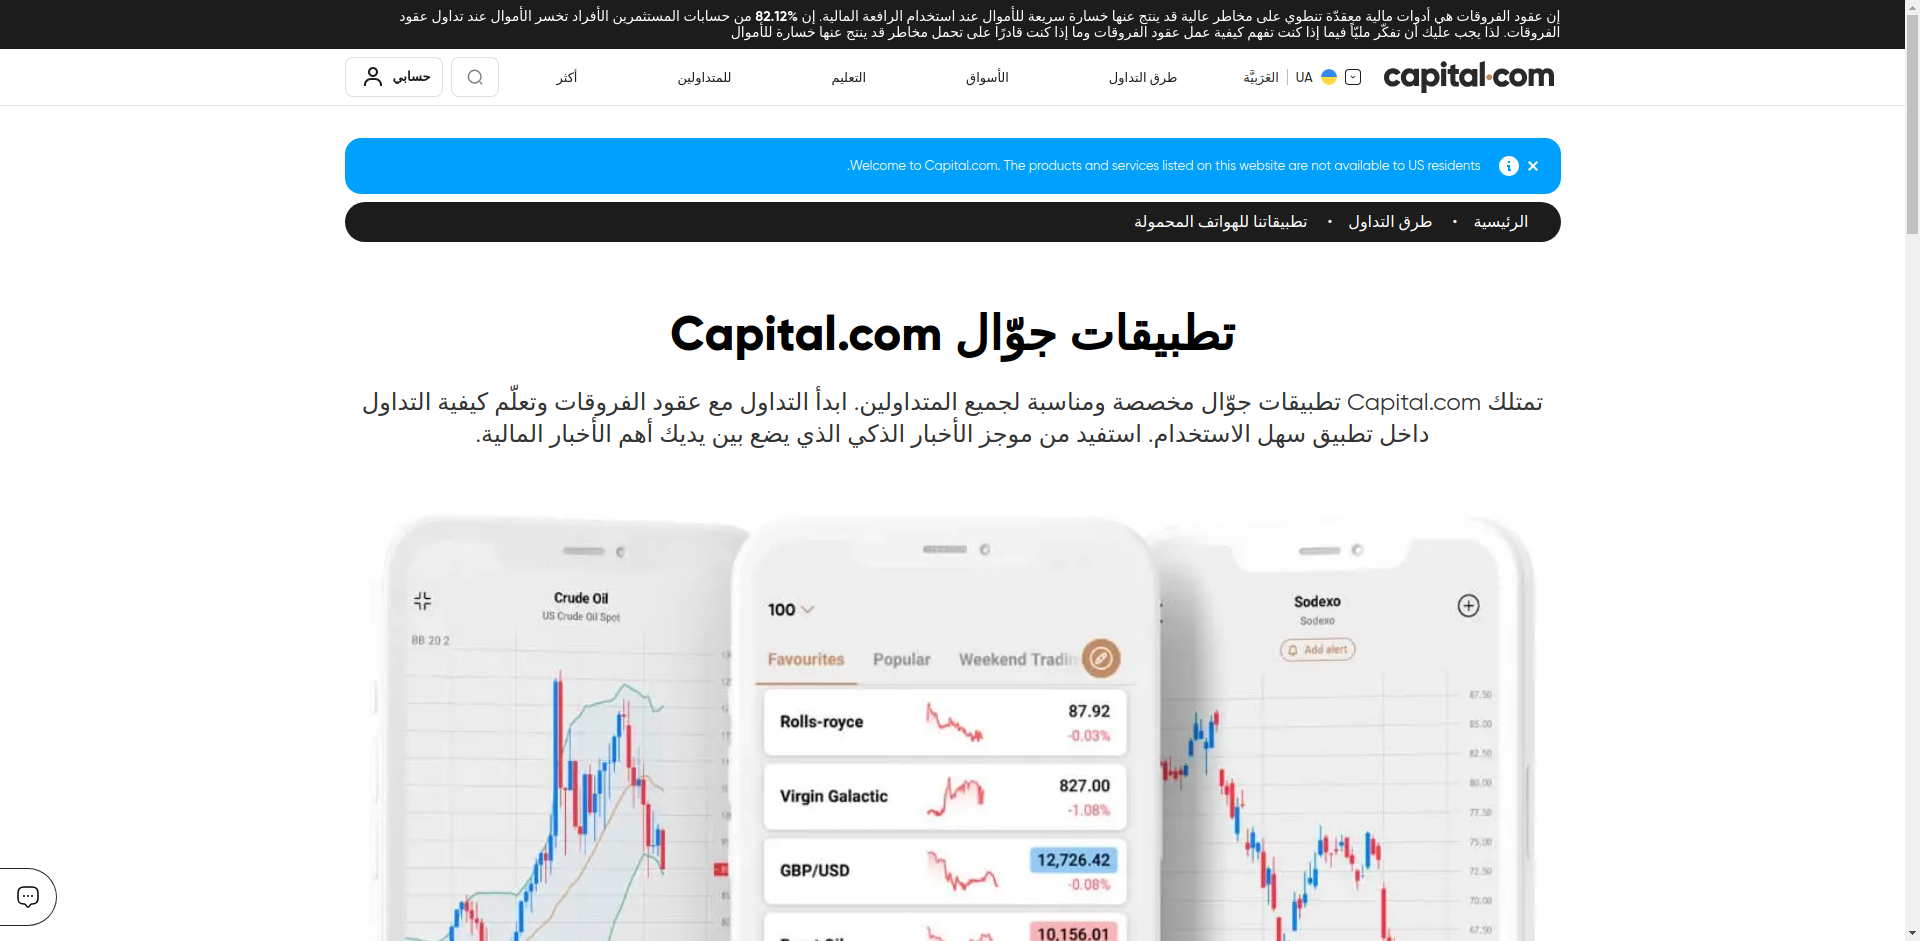 إن عقود الفروقات هي أدوات مالية معقدّة تنطوي على مخاطر عالية قد ينتج عنها خسارة سريعة للأموال عند استخدام الرافعة المالية. إن 82.12% من حسابات المستثمرين الأفراد تخسر الأموال عند تداول عقود
الفروقات. لذا يجب عليك أن تفكّر مليّاً فيما إذا كنت تفهم كيفية عمل عقود الفروقات وما إذا كنت قادرًا على تحمل مخاطر قد ينتج عنها خسارة للأموال
capital.com
UA
العَرَبِيَّة
طرق التداول
الأسواق
التعليم
للمتداولين
أكثر
حسابي
Welcome to Capital.com. The products and services listed on this website are not available to US residents.
الرئيسية • طرق التداول • تطبيقاتنا للهواتف المحمولة
تطبيقات جوّال Capital.com
تمتلك Capital.com تطبيقات جوّال مخصصة ومناسبة لجميع المتداولين. ابدأ التداول مع عقود الفروقات وتعلّم كيفية التداول
داخل تطبيق سهل الاستخدام. استفيد من موجز الأخبار الذكي الذي يضع بين يديك أهم الأخبار المالية.
Crude Oil
US Crude Oil Spot
BB 20 2
100
Favourites
Popular
Weekend Tradin
Rolls-royce
87.92
-0.03%
Virgin Galactic
827.00
-1.08%
GBP/USD
12,726.42
-0.08%
10,156.01
Sodexo
Sodexo
Add alert
87.50
85.00
82.50
80.00
77.50
75.00
72.50
70.00
67.50